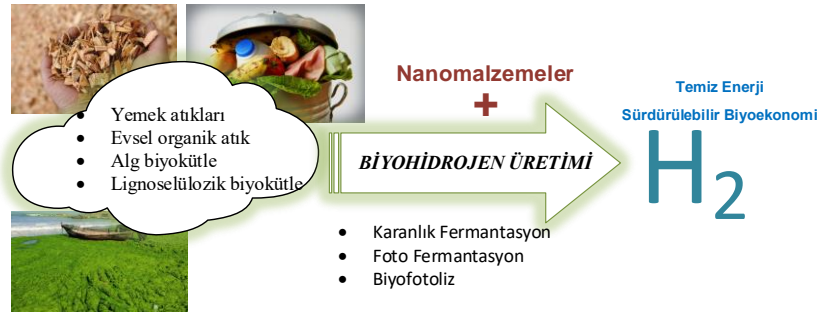 • Yemek atıkları
• Evsel organik atık
• Alg biyokütle
• Lignoselülozik biyokütle
Nanomalzemeler
+
BİYOHİDROJEN ÜRETİMİ
• Karanlık Fermantasyon
• Foto Fermantasyon
• Biyofotoliz
Temiz Enerji
Sürdürülebilir Biyoekonomi
H2